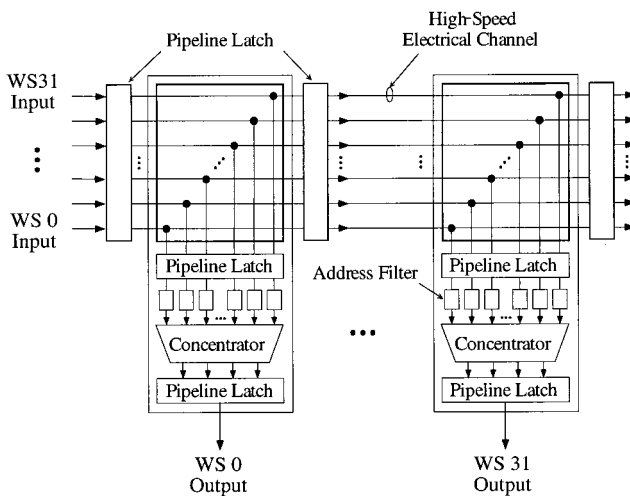 High-Speed
Electrical Channel
Pipeline Latch
WS31
Input
WS 0
Input
Pipeline Latch
Pipeline Latch
Address Filter
Concentrator
Concentrator
Pipeline Latch
Pipeline Latch
WS 0
Output
WS 31
Output